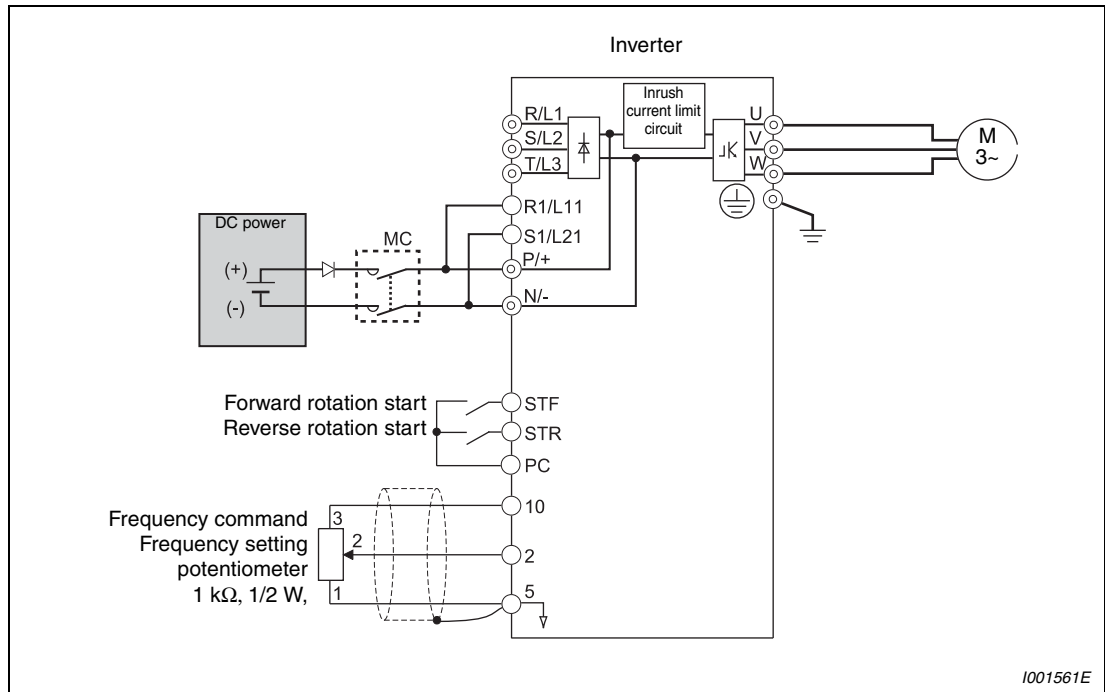 Inverter
Inrush
current limit
circuit
R/L1
S/L2
T/L3
U
V
W
M
3~
R1/L11
S1/L21
DC power
MC
(+)
(-)
P/+
N/-
Forward rotation start
Reverse rotation start
STF
STR
PC
Frequency command
Frequency setting
potentiometer
1 kΩ, 1/2 W,
3
2
1
10
2
5
I001561E